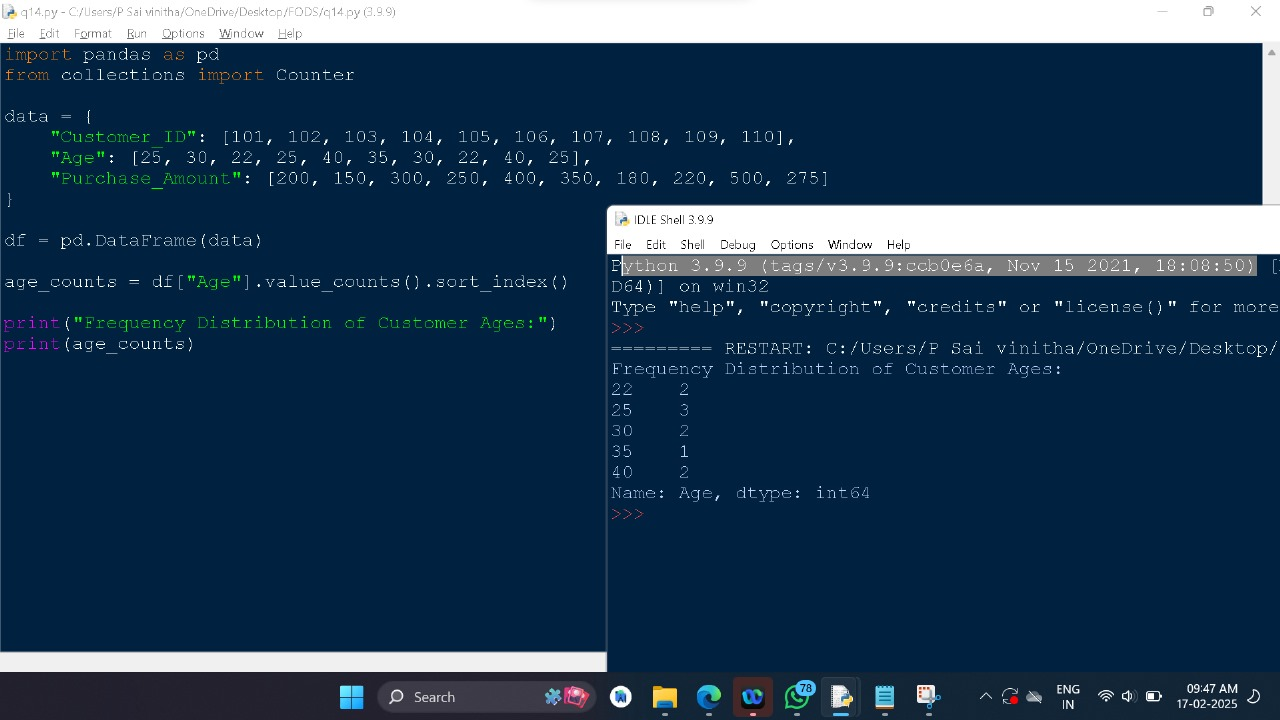 q14.py - C:/Users/P Sai vinitha/OneDrive/Desktop/FODS/q14.py (3.9.9)
File Edit Format Run Options Window Help
import pandas as pd
from collections import Counter
data = {
"Customer_ID": [101, 102, 103, 104, 105, 106, 107, 108, 109, 110],
"Age": [25, 30, 22, 25, 40, 35, 30, 22, 40, 25],
"Purchase_Amount": [200, 150, 300, 250, 400, 350, 180, 220, 500, 275]
}
df = pd.DataFrame(data)
age_counts = df["Age"].value_counts().sort_index()
print("Frequency Distribution of Customer Ages:")
print(age_counts)
IDLE Shell 3.9.9
File Edit Shell Debug Options Window Help
Python 3.9.9 (tags/v3.9.9:ccb0e6a, Nov 15 2021, 18:08:50) [
D64)] on win32
Type "help", "copyright", "credits" or "license()" for more
>>>
========= RESTART: C:/Users/P Sai vinitha/OneDrive/Desktop/
Frequency Distribution of Customer Ages:
22 2
25 3
30 2
35 1
40 2
Name: Age, dtype: int64
>>>
Search
78
ENG
IN
09:47 AM
17-02-2025